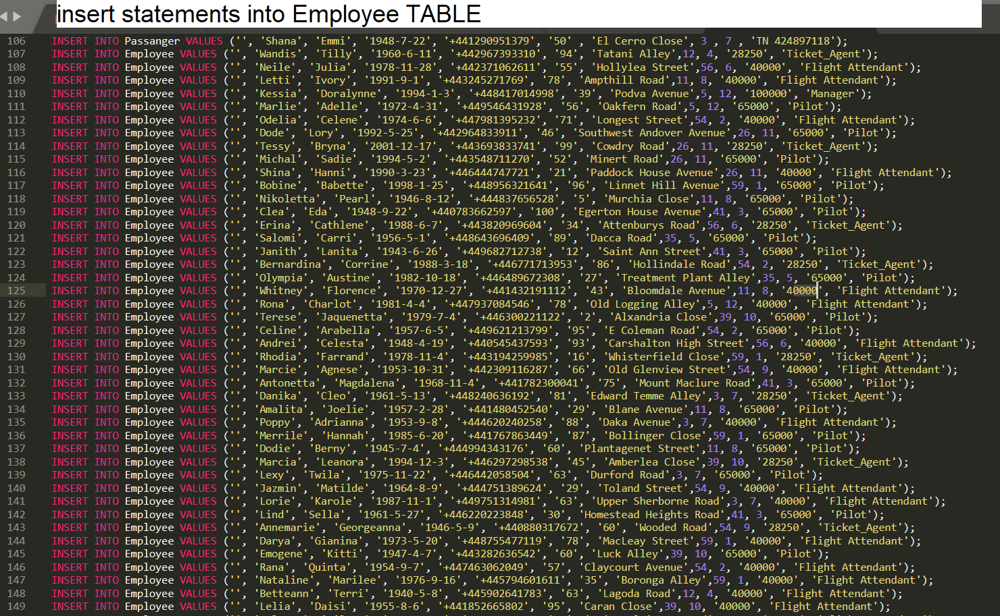 insert statements into Employee TABLE
106 INSERT INTO Passanger VALUES ('', 'Shana', 'Emmi', '1948-7-22', '+441290951379', '50' , 'El Cerro Close', 3 , 7 , 'TN 424897118');
107 INSERT INTO Employee VALUES ('', 'Wandis', 'Tilly', '1960-6-11', '+442967393310', '94', 'Tatani Alley',12, 4, '28250', 'Ticket_Agent');
108 INSERT INTO Employee VALUES ('', 'Neile', 'Julia', '1978-11-28', '+442371062611', '55', 'Hollylea Street',56, 6, '40000', 'Flight Attendant');
109 INSERT INTO Employee VALUES ('', 'Letti', 'Ivory', '1991-9-1', '+443245271769', '78', 'Ampthill Road',11, 8, '40000', 'Flight Attendant');
110 INSERT INTO Employee VALUES ('', 'Kessia', 'Doralynne', '1994-1-3', '+448417014998', '39', 'Podva Avenue',5, 12, '100000', 'Manager');
111 INSERT INTO Employee VALUES ('', 'Marlie', 'Adelle', '1972-4-31', '+449546431928', '56', 'Oakfern Road',5, 12, '65000', 'Pilot');
112 INSERT INTO Employee VALUES ('', 'Odelia', 'Celene', '1974-6-6', '+447981395232', '71', 'Longest Street',54, 2, '40000', 'Flight Attendant');
113 INSERT INTO Employee VALUES ('', 'Dode', 'Lory', '1992-5-25', '+442964833911', '46', 'Southwest Andover Avenue',26, 11, '65000', 'Pilot');
114 INSERT INTO Employee VALUES ('', 'Tessy', 'Bryna', '2001-12-17', '+443693833741', '99', 'Cowdry Road',26, 11, '28250', 'Ticket_Agent');
115 INSERT INTO Employee VALUES ('', 'Michal', 'Sadie', '1994-5-2', '+443548711270', '52', 'Minert Road',26, 11, '65000', 'Pilot');
116 INSERT INTO Employee VALUES ('', 'Shina', 'Hanni', '1990-3-23', '+446444747721', '21', 'Paddock House Avenue',26, 11, '40000', 'Flight Attendant');
117 INSERT INTO Employee VALUES ('', 'Bobine', 'Babette', '1998-1-25', '+448956321641', '96', 'Linnet Hill Avenue',59, 1, '65000', 'Pilot');
118 INSERT INTO Employee VALUES ('', 'Nikoletta', 'Pearl', '1946-8-12', '+444837656528', '5', 'Murchia Close',11, 8, '65000', 'Pilot');
119 INSERT INTO Employee VALUES ('', 'Clea', 'Eda', '1948-9-22', '+440783662597', '100', 'Egerton House Avenue',41, 3, '65000', 'Pilot');
120 INSERT INTO Employee VALUES ('', 'Erina', 'Cathlene', '1988-6-7', '+443820969604', '34', 'Attenburys Road',56, 6, '28250', 'Ticket_Agent');
121 INSERT INTO Employee VALUES ('', 'Salomi', 'Carri', '1956-5-1', '+448643696409', '89', 'Dacca Road',35, 5, '65000', 'Pilot');
122 INSERT INTO Employee VALUES ('', 'Janith', 'Lanita', '1943-6-26', '+449682712738', '12', 'Saint Ann Street',41, 3, '65000', 'Pilot');
123 INSERT INTO Employee VALUES ('', 'Bernardina', 'Corrine', '1988-3-18', '+446771713953', '86', 'Hollindale Road',54, 2, '28250', 'Ticket_Agent');
124 INSERT INTO Employee VALUES ('', 'Olympia', 'Austine', '1982-10-18', '+446489672308', '27', 'Treatment Plant Alley',35, 5, '65000', 'Pilot');
125 INSERT INTO Employee VALUES ('', 'Whitney', 'Florence', '1970-12-27', '+441432191112', '43', 'Bloomdale Avenue',11, 8, '40000', 'Flight Attendant');
126 INSERT INTO Employee VALUES ('', 'Rona', 'Charlot', '1981-4-4', '+447937084546', '78', 'Old Logging Alley',5, 12, '40000', 'Flight Attendant');
127 INSERT INTO Employee VALUES ('', 'Terese', 'Jaquenetta', '1979-7-4', '+446300221122', '2', 'Alxandria Close',39, 10, '65000', 'Pilot');
128 INSERT INTO Employee VALUES ('', 'Celine', 'Arabella', '1957-6-5', '+449621213799', '95', 'E Coleman Road',54, 2, '65000', 'Pilot');
129 INSERT INTO Employee VALUES ('', 'Andrei', 'Celesta', '1948-4-19', '+440545437593', '93', 'Carshalton High Street',56, 6, '40000', 'Flight Attendant');
130 INSERT INTO Employee VALUES ('', 'Rhodia', 'Farrand', '1978-11-4', '+443194259985', '16', 'Whisterfield Close',59, 1, '28250', 'Ticket_Agent');
131 INSERT INTO Employee VALUES ('', 'Marcie', 'Agnese', '1953-10-31', '+442309116287', '66', 'Old Glenview Street',54, 9, '40000', 'Flight Attendant');
132 INSERT INTO Employee VALUES ('', 'Antonetta', 'Magdalena', '1968-11-4', '+441782300041', '75', 'Mount Maclure Road',41, 3, '65000', 'Pilot');
133 INSERT INTO Employee VALUES ('', 'Danika', 'Cleo', '1961-5-13', '+448240636192', '81', 'Edward Temme Alley',3, 7, '28250', 'Ticket_Agent');
134 INSERT INTO Employee VALUES ('', 'Amalita', 'Joelie', '1957-2-28', '+441480452540', '29', 'Blane Avenue',11, 8, '65000', 'Pilot');
135 INSERT INTO Employee VALUES ('', 'Poppy', 'Adrianna', '1953-9-8', '+444620240258', '88', 'Daka Avenue',3, 7, '40000', 'Flight Attendant');
136 INSERT INTO Employee VALUES ('', 'Merrile', 'Hannah', '1985-6-20', '+441767863449', '87', 'Bollinger Close',59, 1, '65000', 'Pilot');
137 INSERT INTO Employee VALUES ('', 'Dodie', 'Berny', '1945-7-4', '+444994343176', '60', 'Plantagenet Street',11, 8, '65000', 'Pilot');
138 INSERT INTO Employee VALUES ('', 'Marcia', 'Leanora', '1994-12-3', '+446297298538', '45', 'Amberlea Close',39, 10, '28250', 'Ticket_Agent');
139 INSERT INTO Employee VALUES ('', 'Lexy', 'Twila', '1975-11-22', '+446442058504', '63', 'Durford Road',3, 7, '65000', 'Pilot');
140 INSERT INTO Employee VALUES ('', 'Jazmin', 'Matilde', '1964-8-9', '+444751389624', '29', 'Toland Street',54, 9, '40000', 'Flight Attendant');
141 INSERT INTO Employee VALUES ('', 'Lorie', 'Karole', '1987-11-1', '+449751314981', '63', 'Upper Sherborne Road',3, 7, '40000', 'Flight Attendant');
142 INSERT INTO Employee VALUES ('', 'Lind', 'Sella', '1961-5-27', '+446220223848', '30', 'Homestead Heights Road',41, 3, '65000', 'Pilot');
143 INSERT INTO Employee VALUES ('', 'Annemarie', 'Georgeanna', '1946-5-9', '+440880317672', '60', 'Wooded Road',54, 9, '28250', 'Ticket_Agent');
144 INSERT INTO Employee VALUES ('', 'Darya', 'Gianina', '1973-5-20', '+448755477119', '78', 'MacLeay Street',59, 1, '40000', 'Flight Attendant');
145 INSERT INTO Employee VALUES ('', 'Emogene', 'Kitti', '1947-4-7', '+443282636542', '60', 'Luck Alley',39, 10, '65000', 'Pilot');
146 INSERT INTO Employee VALUES ('', 'Rana', 'Quinta', '1954-9-7', '+447463062049', '57', 'Claycourt Avenue',54, 2, '40000', 'Flight Attendant');
147 INSERT INTO Employee VALUES ('', 'Nataline', 'Marilee', '1976-9-16', '+445794601611', '35', 'Boronga Alley',59, 1, '40000', 'Flight Attendant');
148 INSERT INTO Employee VALUES ('', 'Betteann', 'Terri', '1940-5-8', '+445902641783', '63', 'Lagoda Road',12, 4, '40000', 'Flight Attendant');
149 INSERT INTO Employee VALUES ('', 'Lelia', 'Daisi', '1955-8-6', '+441852665802', '95', 'Caran Close',39, 10, '40000', 'Flight Attendant');